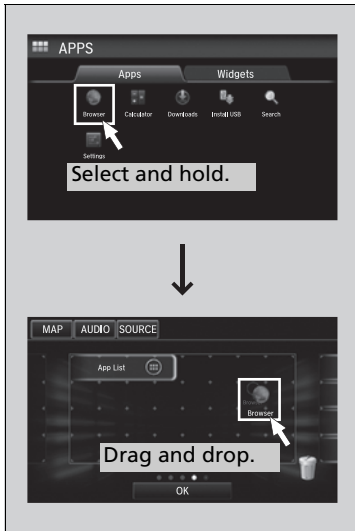 APPS
Apps Widgets
Browser Calculator Downloads Install USB Search
Settings
Select and hold.
MAP AUDIO SOURCE
App List
Browser
Drag and drop.
OK